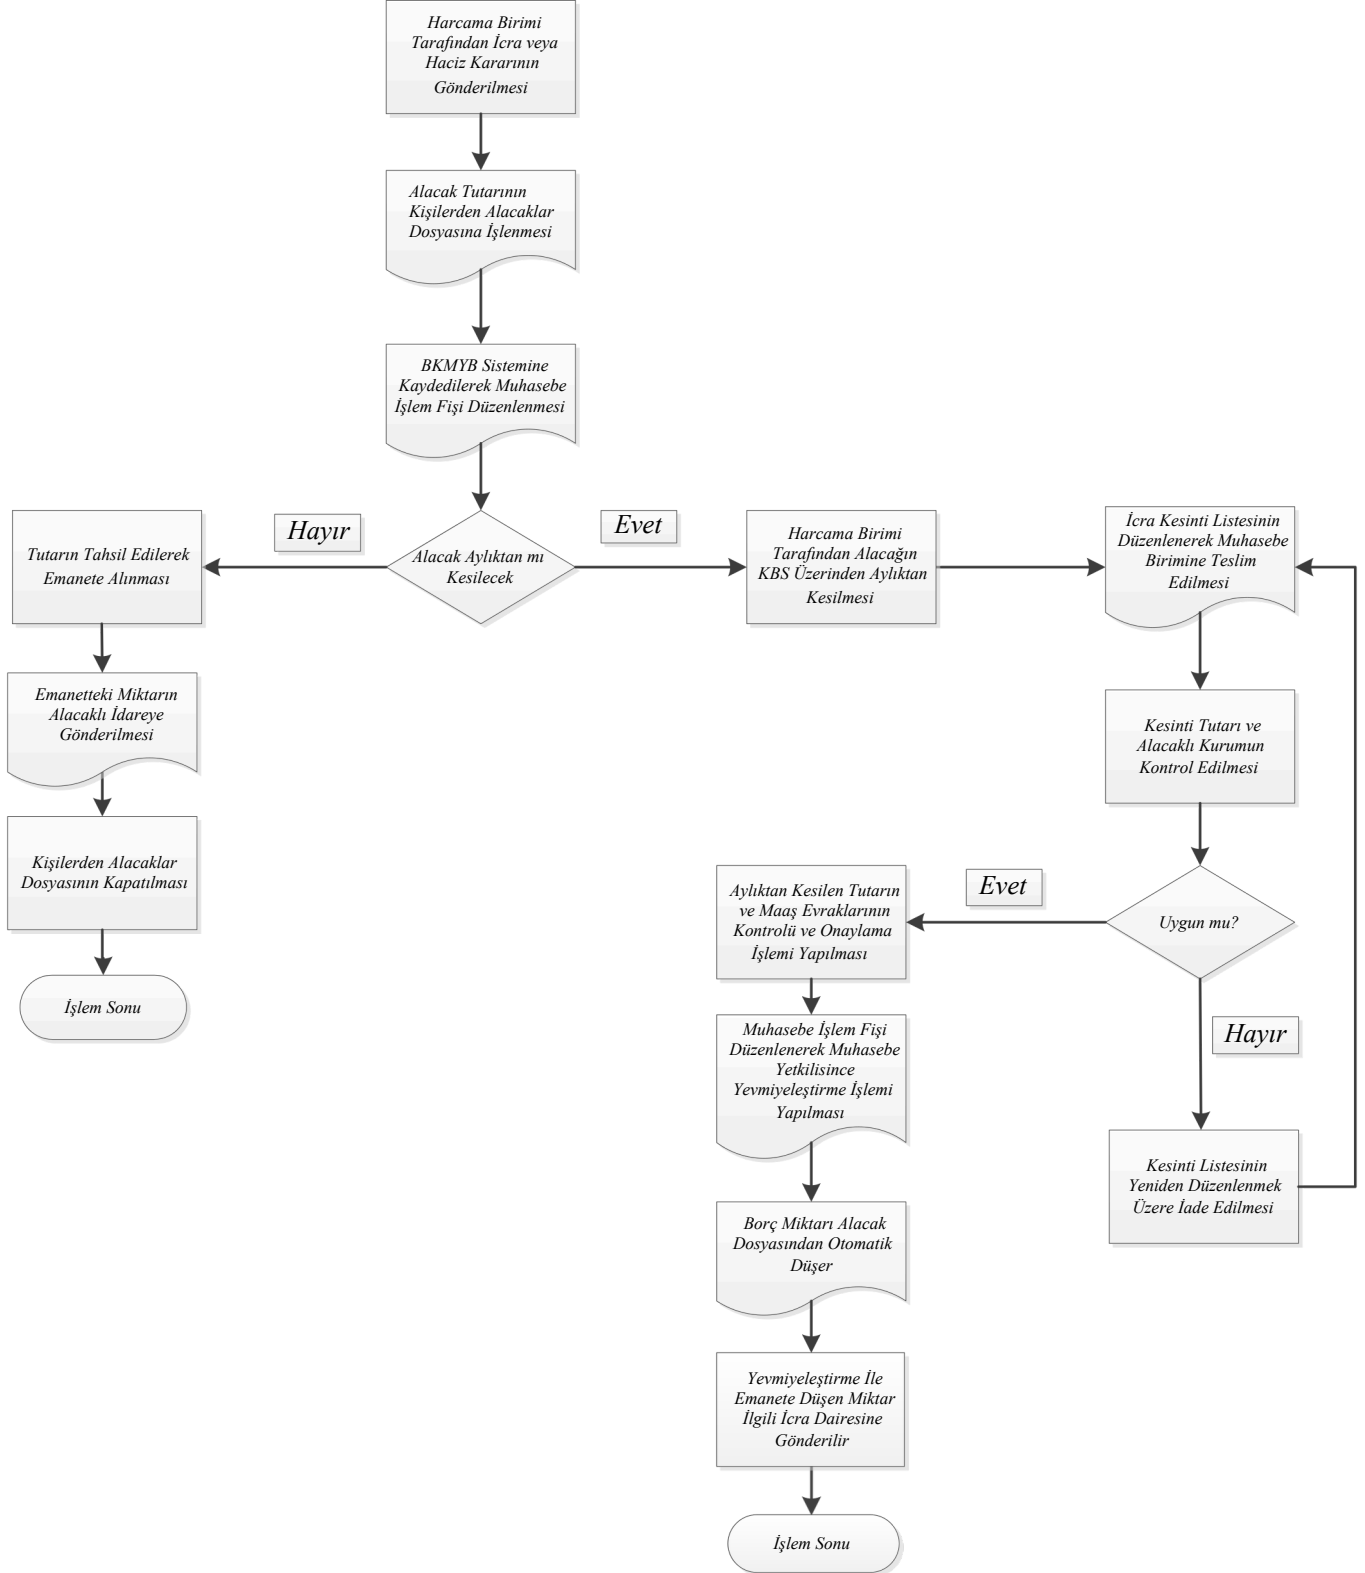 Harcama Birimi
Tarafından İcra veya
Haciz Kararının
Gönderilmesi
Alacak Tutarının
Kişilerden Alacaklar
Dosyasına İşlenmesi
BKMYB Sistemine
Kaydedilerek Muhasebe
İşlem Fişi Düzenlenmesi
Alacak Aylıktan mı
Kesilecek
Hayır
Evet
Tutarın Tahsil Edilerek
Emanete Alınması
Emanetteki Miktarın
Alacaklı İdareye
Gönderilmesi
Kişilerden Alacaklar
Dosyasının Kapatılması
İşlem Sonu
Harcama Birimi
Tarafından Alacağın
KBS Üzerinden Aylıktan
Kesilmesi
İcra Kesinti Listesinin
Düzenlenerek Muhasebe
Birimine Teslim
Edilmesi
Kesinti Tutarı ve
Alacaklı Kurumun
Kontrol Edilmesi
Uygun mu?
Evet
Hayır
Kesinti Listesinin
Yeniden Düzenlenmek
Üzere İade Edilmesi
Aylıktan Kesilen Tutarın
ve Maaş Evraklarının
Kontrolü ve Onaylama
İşlemi Yapılması
Muhasebe İşlem Fişi
Düzenlenerek Muhasebe
Yetkilisince
Yevmiyeleştirme İşlemi
Yapılması
Borç Miktarı Alacak
Dosyasından Otomatik
Düşer
Yevmiyeleştirme İle
Emanete Düşen Miktar
İlgili İcra Dairesine
Gönderilir
İşlem Sonu